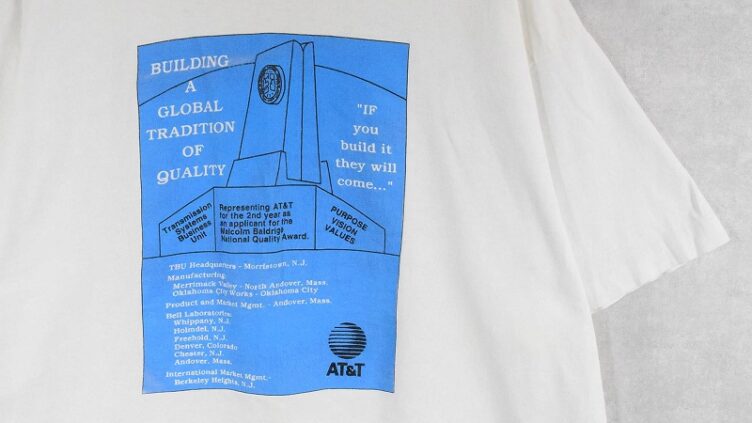 BUILDING
A
GLOBAL
TRADITION
OF
QUALITY
"IF
you
build it
they will
come..."
Transmission
Systems
Business
Unit
Representing AT&T
for the 2nd year as
an applicant for the
Malcolm Baldrige
National Quality Award.
PURPOSE
VISION
VALUES
TBU Headquarters - Morristown, N.J.
Manufacturing
Merrimack Valley - North Andover, Mass.
Oklahoma City Works - Oklahoma City
Product and Market Mgmt. - Andover, Mass.
Bell Laboratories:
Whippany, N.J.
Holmdel, N.J.
Freehold, N.J.
Denver, Colorado
Chester, N.J.
Andover, Mass.
International Market Mgmt.-
Berkeley Heights, N.J.
AT&T